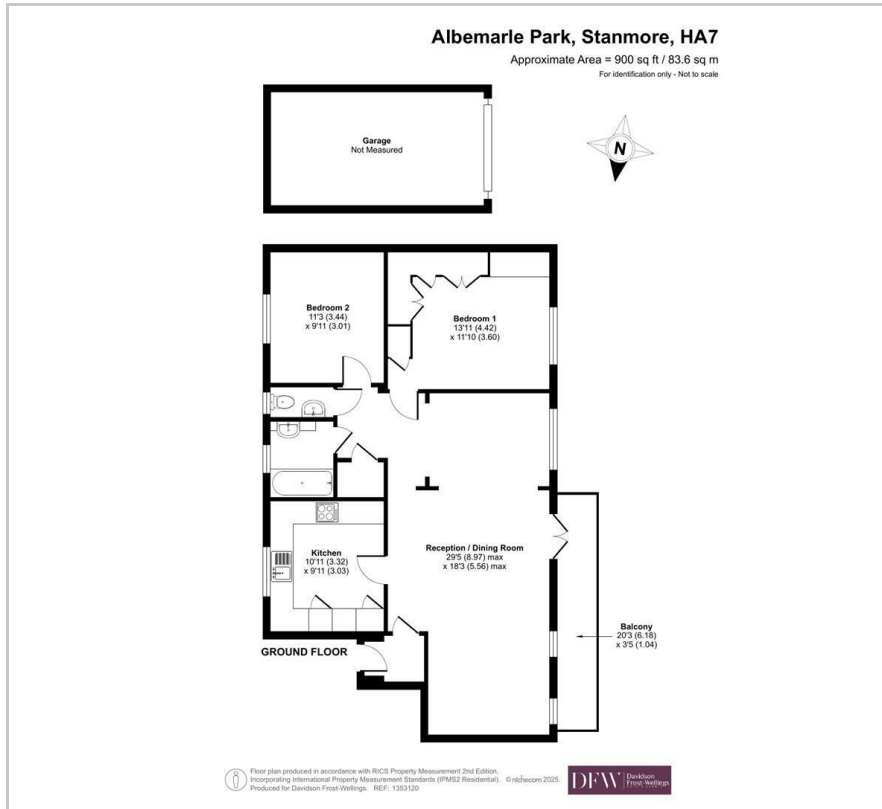 Albemarle Park, Stanmore, HA7
Approximate Area = 900 sq ft / 83.6 sq m
For identification only - Not to scale
Garage
Not Measured
N
Bedroom 2
11'3 (3.44)
x 9'11 (3.01)
Bedroom 1
13'11 (4.42)
x 11'10 (3.60)
Kitchen
10'11 (3.32)
x 9'11 (3.03)
Reception / Dining Room
29'5 (8.97) max
x 18'3 (5.56) max
Balcony
20'3 (6.18)
x 3'5 (1.04)
GROUND FLOOR
Floor plan produced in accordance with RICS Property Measurement 2nd Edition,
Incorporating International Property Measurement Standards (IPMS2 Residential). © nichecom 2025.
Produced for Davidson Frost-Wellings. REF: 1353120
DFW
Davidson
Frost-Wellings